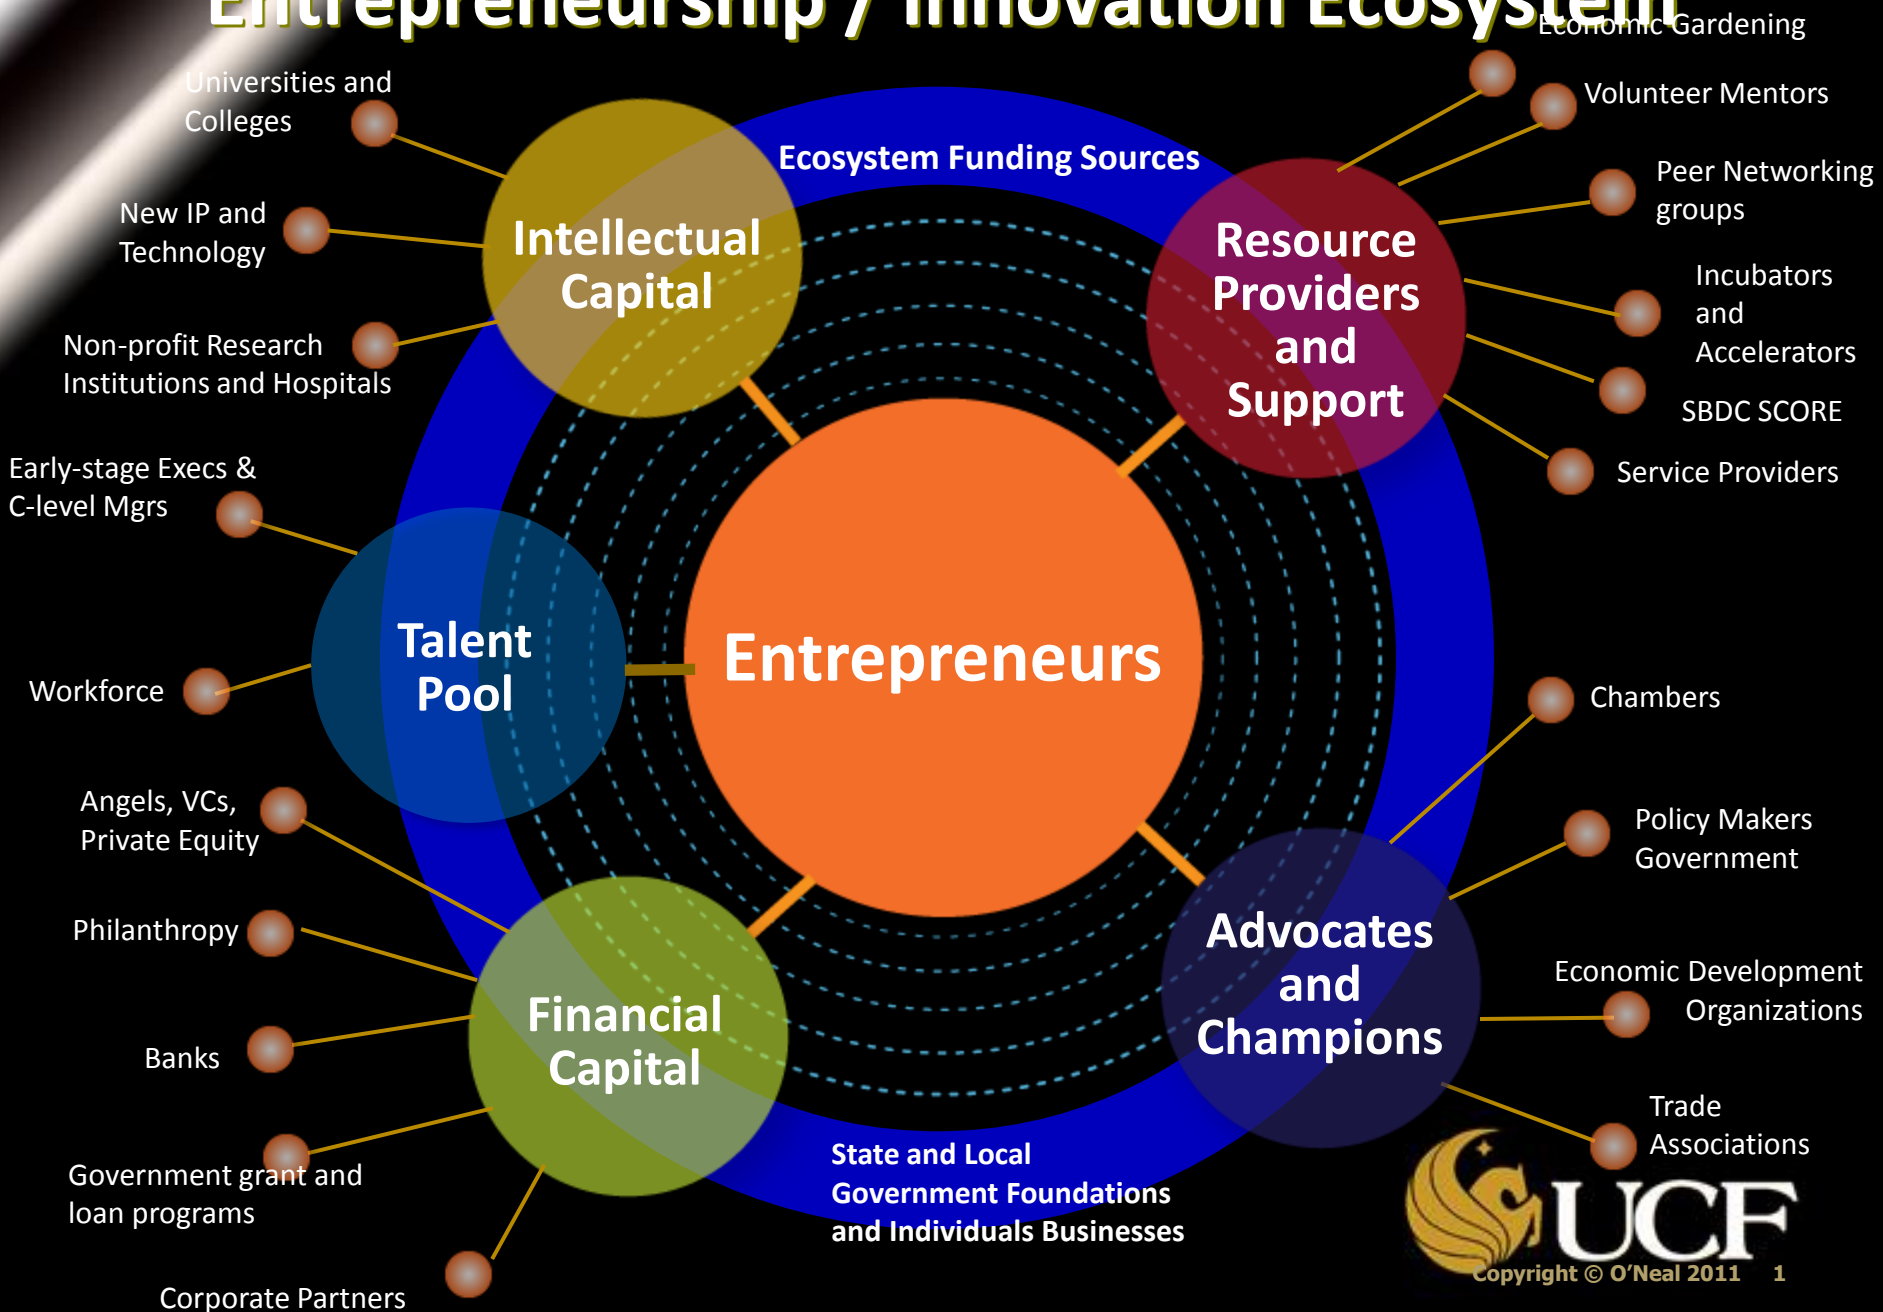 Entrepreneurship / Innovation Ecosystem
Economic Gardening
Universities and
Colleges
Volunteer Mentors
Ecosystem Funding Sources
Peer Networking
groups
New IP and
Technology
Intellectual
Capital
Resource
Providers
and
Support
Incubators
and
Accelerators
Non-profit Research
Institutions and Hospitals
SBDC SCORE
Early-stage Execs &
C-level Mgrs
Service Providers
Talent
Pool
Entrepreneurs
Workforce
Chambers
Angels, VCs,
Private Equity
Policy Makers
Government
Philanthropy
Advocates
and
Champions
Economic Development
Organizations
Financial
Capital
Banks
Trade
Associations
State and Local
Government Foundations
and Individuals Businesses
Government grant and
loan programs
UCF
Copyright © O’Neal 2011 1
Corporate Partners